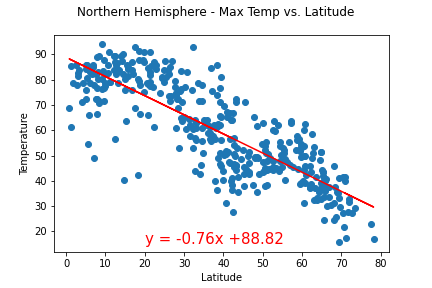 Northern Hemisphere - Max Temp vs. Latitude
90
80
70
60
50
40
30
20
Temperature
y = -0.76x +88.82
0 10 20 30 40 50 60 70 80
Latitude